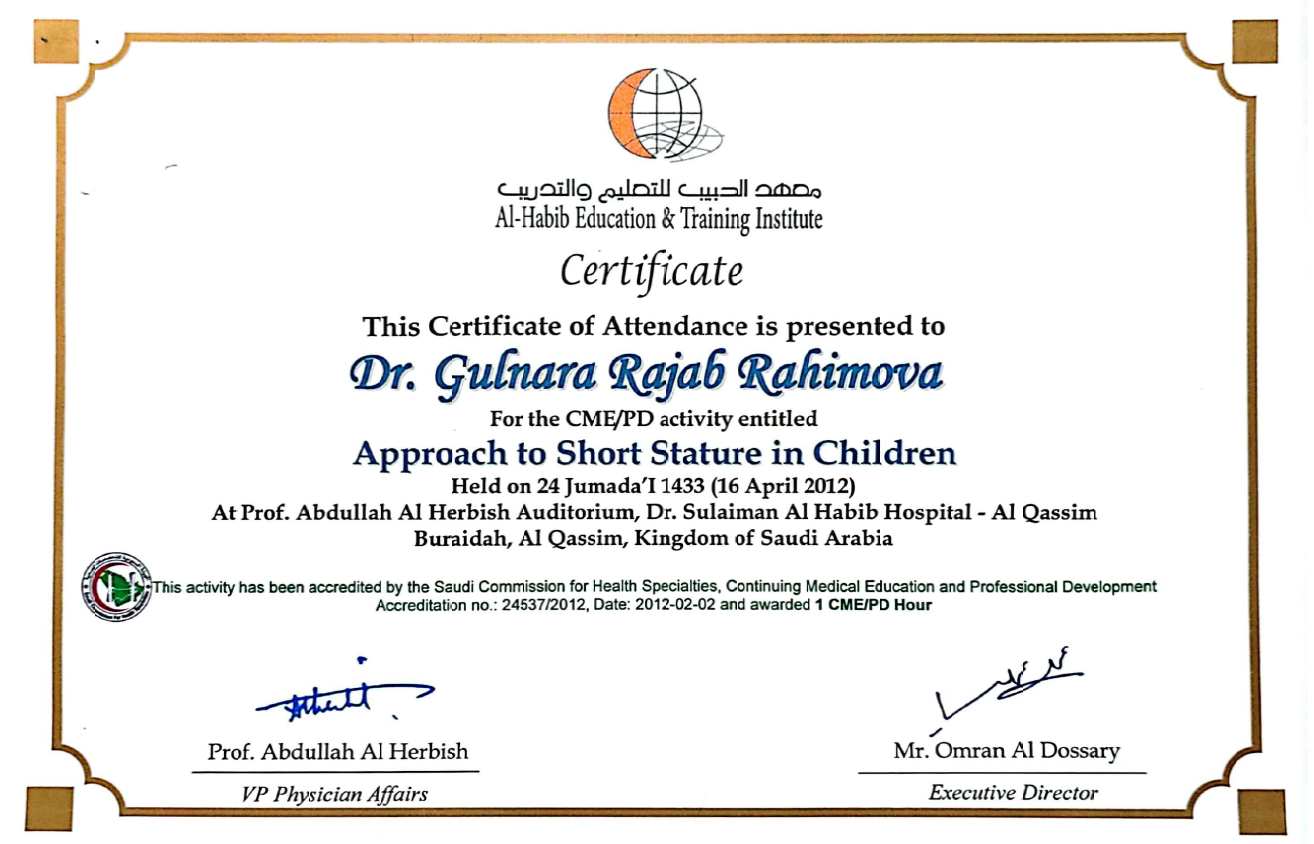 معهد الحبيب للتعليم والتدريب
Al-Habib Education & Training Institute
Certificate
This Certificate of Attendance is presented to
Dr. Gulnara Rajab Rahimova
For the CME/PD activity entitled
Approach to Short Stature in Children
Held on 24 Jumada'I 1433 (16 April 2012)
At Prof. Abdullah Al Herbish Auditorium, Dr. Sulaiman Al Habib Hospital - Al Qassim
Buraidah, Al Qassim, Kingdom of Saudi Arabia
This activity has been accredited by the Saudi Commission for Health Specialties, Continuing Medical Education and Professional Development
Accreditation no.: 24537/2012, Date: 2012-02-02 and awarded 1 CME/PD Hour
Prof. Abdullah Al Herbish
VP Physician Affairs
Mr. Omran Al Dossary
Executive Director